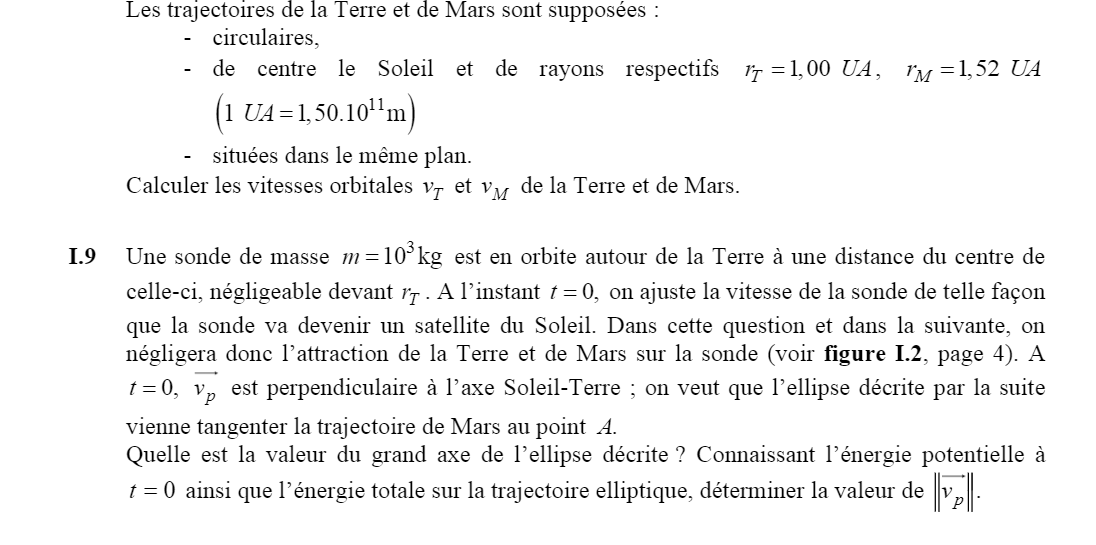 Les trajectoires de la Terre et de Mars sont supposées :
- circulaires,
- de centre le Soleil et de rayons respectifs r_T = 1,00 UA, r_M = 1,52 UA
(1 UA = 1,50.10^11 m)
- situées dans le même plan.
Calculer les vitesses orbitales v_T et v_M de la Terre et de Mars.
I.9 Une sonde de masse m = 10^3 kg est en orbite autour de la Terre à une distance du centre de
celle-ci, négligeable devant r_T . A l’instant t = 0, on ajuste la vitesse de la sonde de telle façon
que la sonde va devenir un satellite du Soleil. Dans cette question et dans la suivante, on
négligera donc l’attraction de la Terre et de Mars sur la sonde (voir figure I.2, page 4). A
t = 0, \overrightarrow{v_p} est perpendiculaire à l’axe Soleil-Terre ; on veut que l’ellipse décrite par la suite
vienne tangenter la trajectoire de Mars au point A.
Quelle est la valeur du grand axe de l’ellipse décrite ? Connaissant l’énergie potentielle à
t = 0 ainsi que l’énergie totale sur la trajectoire elliptique, déterminer la valeur de ‖\overrightarrow{v_p}‖.